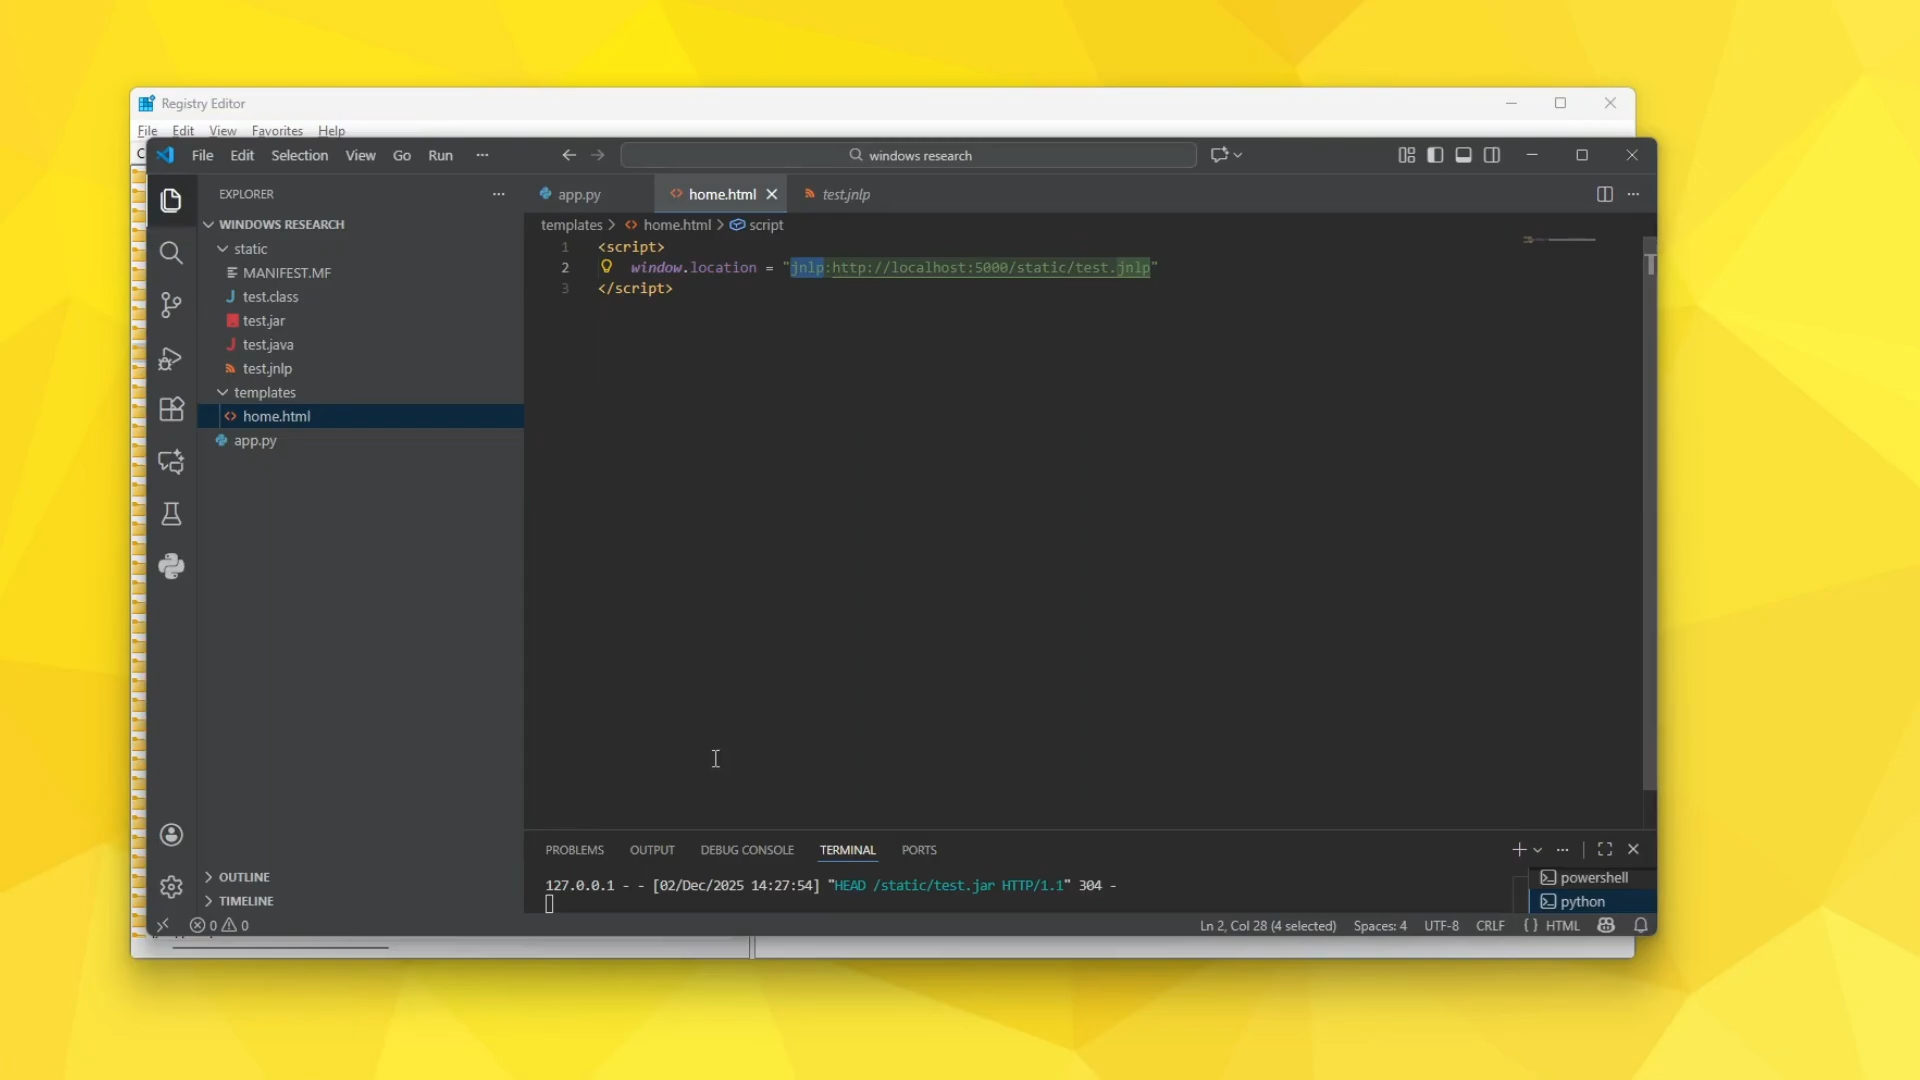 Registry Editor
File Edit View Favorites Help
File Edit Selection View Go Run ··· windows research
EXPLORER ···
WINDOWS RESEARCH
static
MANIFEST.MF
test.class
test.jar
test.java
test.jnlp
templates
home.html
app.py
OUTLINE
TIMELINE
app.py home.html test.jnlp
templates > home.html > script
1 <script>
2 window.location = "jnlp:http://localhost:5000/static/test.jnlp"
3 </script>
PROBLEMS OUTPUT DEBUG CONSOLE TERMINAL PORTS
127.0.0.1 - - [02/Dec/2025 14:27:54] "HEAD /static/test.jar HTTP/1.1" 304 -
powershell
python
0 0 Ln 2, Col 28 (4 selected) Spaces: 4 UTF-8 CRLF { } HTML